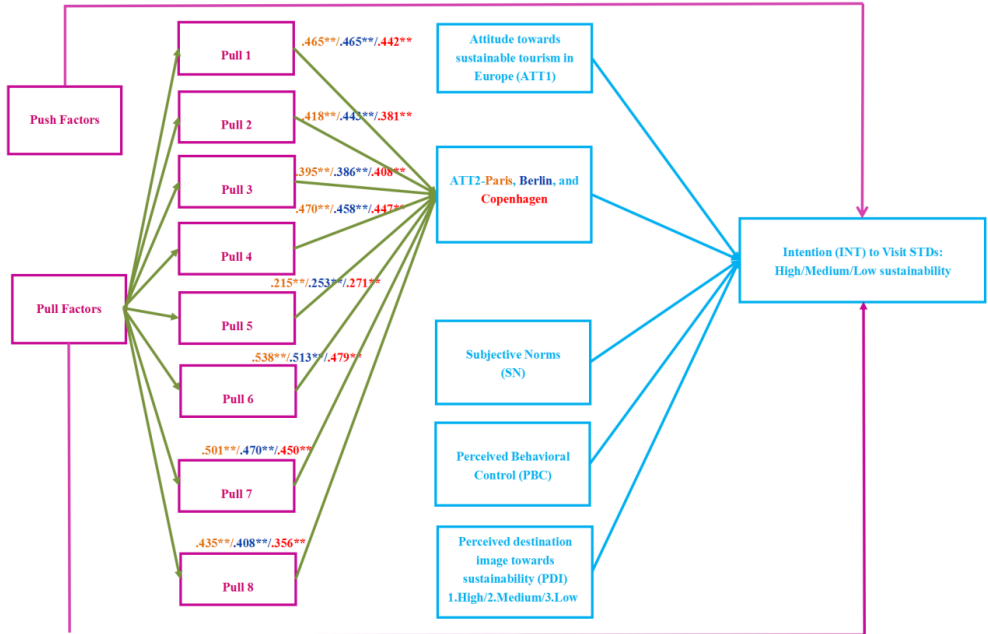 Push Factors
Pull Factors
Pull 1
Pull 2
Pull 3
Pull 4
Pull 5
Pull 6
Pull 7
Pull 8
.465**/.465**/.442**
.418**/.443**/.381**
.395**/.386**/.408**
.470**/.458**/.447**
.215**/.253**/.271**
.538**/.513**/.479**
.501**/.470**/.450**
.435**/.408**/.356**
Attitude towards
sustainable tourism in
Europe (ATT1)
ATT2-Paris, Berlin, and
Copenhagen
Subjective Norms
(SN)
Perceived Behavioral
Control (PBC)
Perceived destination
image towards
sustainability (PDI)
1.High/2.Medium/3.Low
Intention (INT) to Visit STDs:
High/Medium/Low sustainability